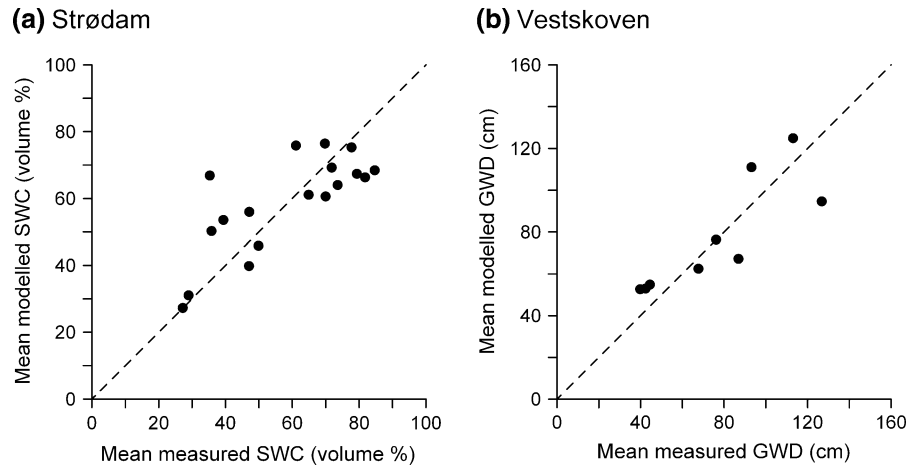 (a) Strødam
100
80
60
40
20
0
0 20 40 60 80 100
Mean modelled SWC (volume %)
Mean measured SWC (volume %)
(b) Vestskoven
160
120
80
40
0
0 40 80 120 160
Mean modelled GWD (cm)
Mean measured GWD (cm)